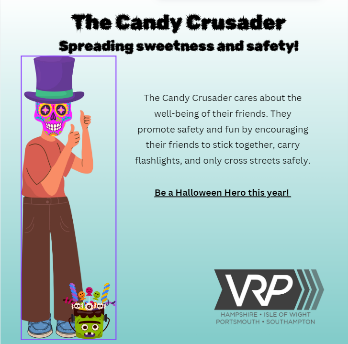 The Candy Crusader
Spreading sweetness and safety!
The Candy Crusader cares about the
well-being of their friends. They
promote safety and fun by encouraging
their friends to stick together, carry
flashlights, and only cross streets safely.
Be a Halloween Hero this year!
VRP
HAMPSHIRE • ISLE OF WIGHT
PORTSMOUTH • SOUTHAMPTON